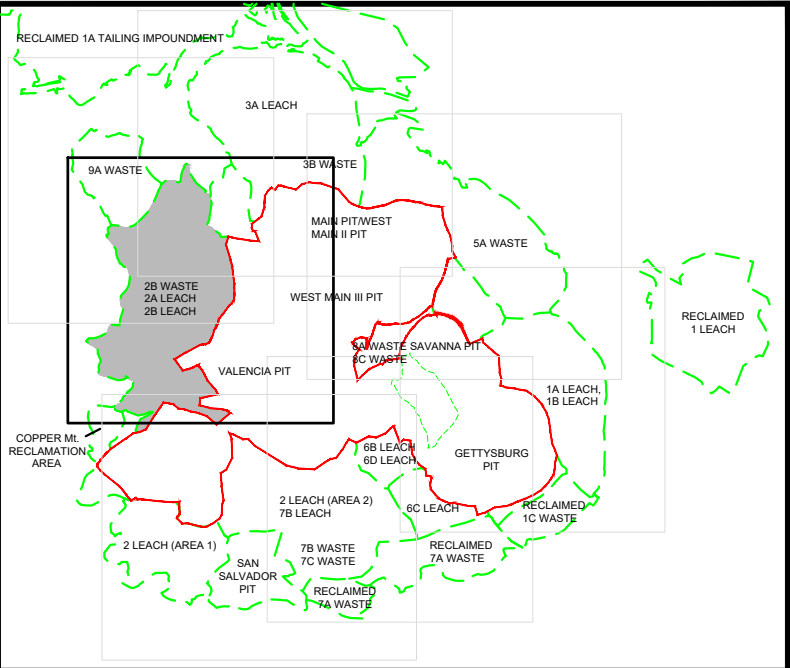 RECLAIMED 1A TAILING IMPOUNDMENT
3A LEACH
3B WASTE
9A WASTE
MAIN PIT/WEST
MAIN II PIT
5A WASTE
2B WASTE
2A LEACH
2B LEACH
WEST MAIN III PIT
RECLAIMED
1 LEACH
8A WASTE
8C WASTE
SAVANNA PIT
VALENCIA PIT
1A LEACH,
1B LEACH
COPPER Mt.
RECLAMATION
AREA
6B LEACH
6D LEACH
GETTYSBURG
PIT
2 LEACH (AREA 2)
7B LEACH
6C LEACH
RECLAIMED
1C WASTE
2 LEACH (AREA 1)
7B WASTE
7C WASTE
RECLAIMED
7A WASTE
SAN
SALVADOR
PIT
RECLAIMED
7A WASTE